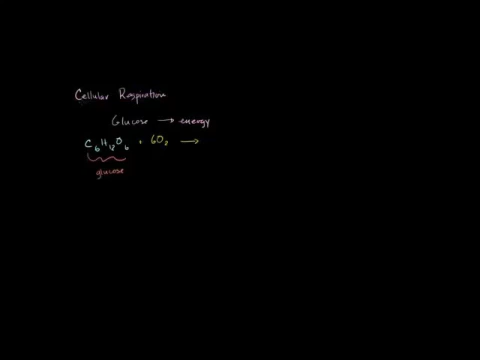 Cellular Respiration
Glucose → energy
C₆H₁₂O₆ + 6O₂ →
glucose